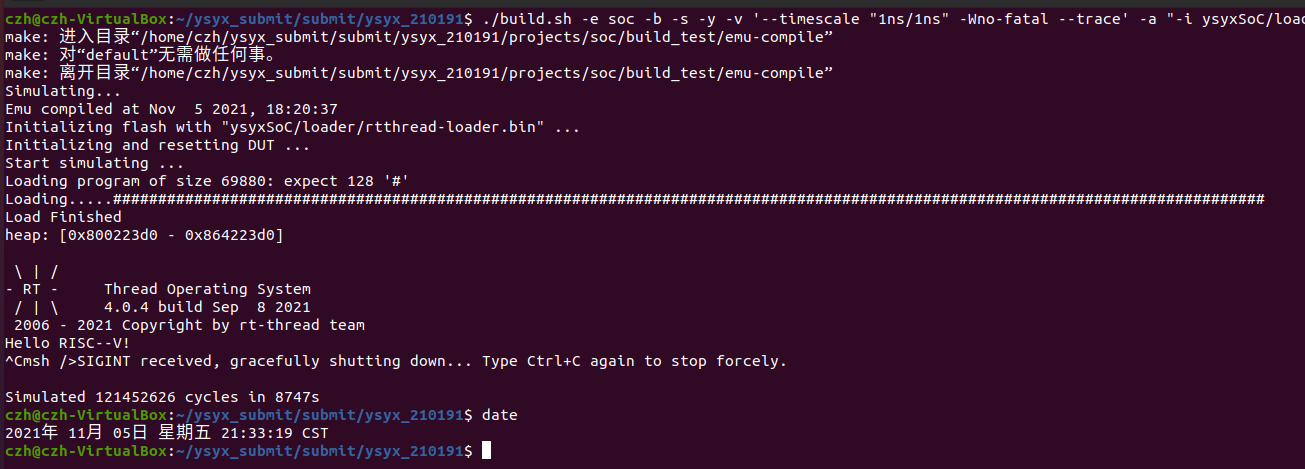 czh@czh-VirtualBox:~/ysyx_submit/submit/ysyx_210191$ ./build.sh -e soc -b -s -y -v '--timescale "1ns/1ns" -Wno-fatal --trace' -a "-i ysyxSoC/loa
make: 进入目录“/home/czh/ysyx_submit/submit/ysyx_210191/projects/soc/build_test/emu-compile”
make: 对“default”无需做任何事。
make: 离开目录“/home/czh/ysyx_submit/submit/ysyx_210191/projects/soc/build_test/emu-compile”
Simulating...
Emu compiled at Nov  5 2021, 18:20:37
Initializing flash with "ysyxSoC/loader/rtthread-loader.bin" ...
Initializing and resetting DUT ...
Start simulating ...
Loading program of size 69880: expect 128 '#'
Loading.....################################################################################################################################
Load Finished
heap: [0x800223d0 - 0x864223d0]
 \ | /
- RT -     Thread Operating System
 / | \     4.0.4 build Sep  8 2021
 2006 - 2021 Copyright by rt-thread team
Hello RISC--V!
^Cmsh />SIGINT received, gracefully shutting down... Type Ctrl+C again to stop forcely.
Simulated 121452626 cycles in 8747s
czh@czh-VirtualBox:~/ysyx_submit/submit/ysyx_210191$ date
2021年 11月 05日 星期五 21:33:19 CST
czh@czh-VirtualBox:~/ysyx_submit/submit/ysyx_210191$